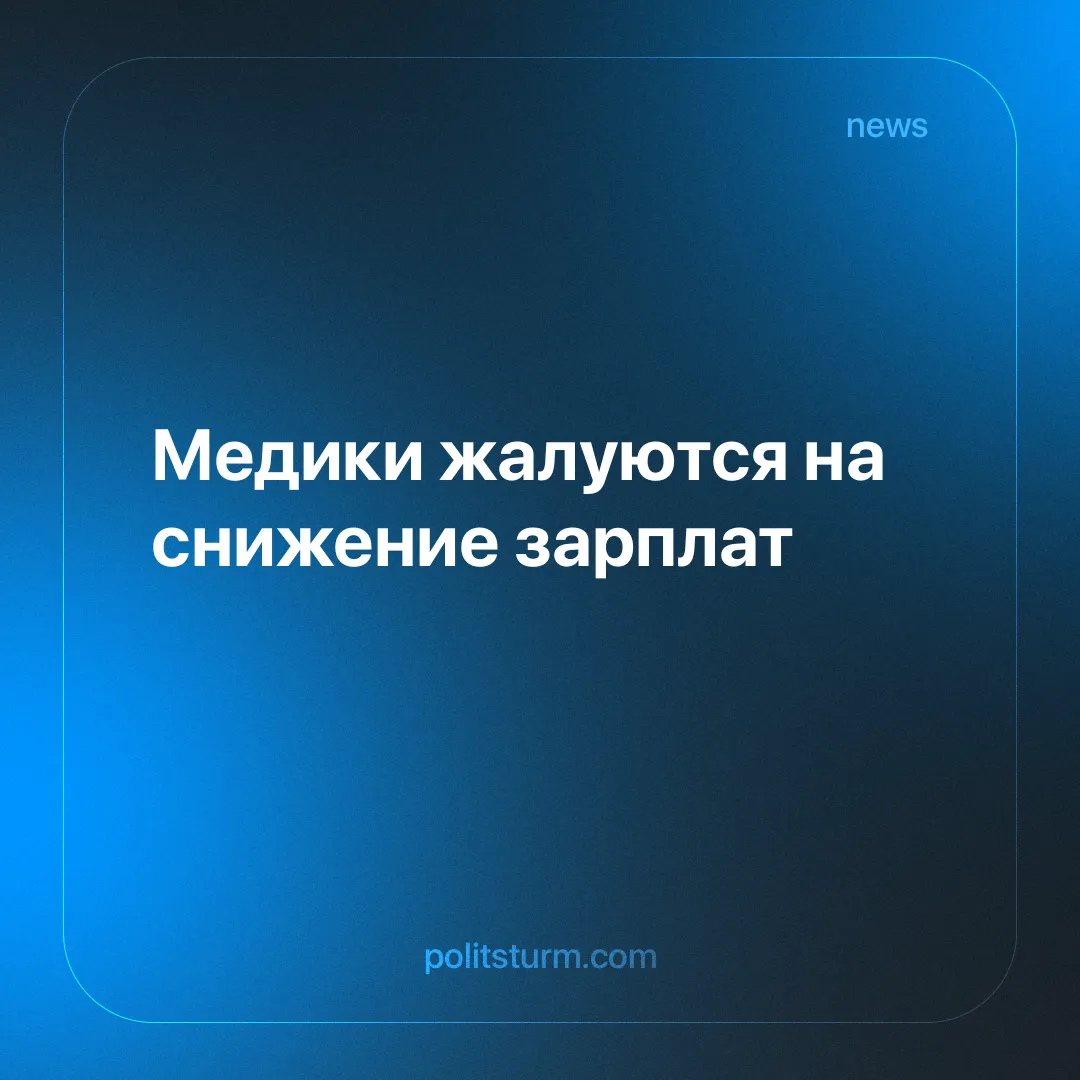 news
Медики жалуются на
снижение зарплат
politsturm.com